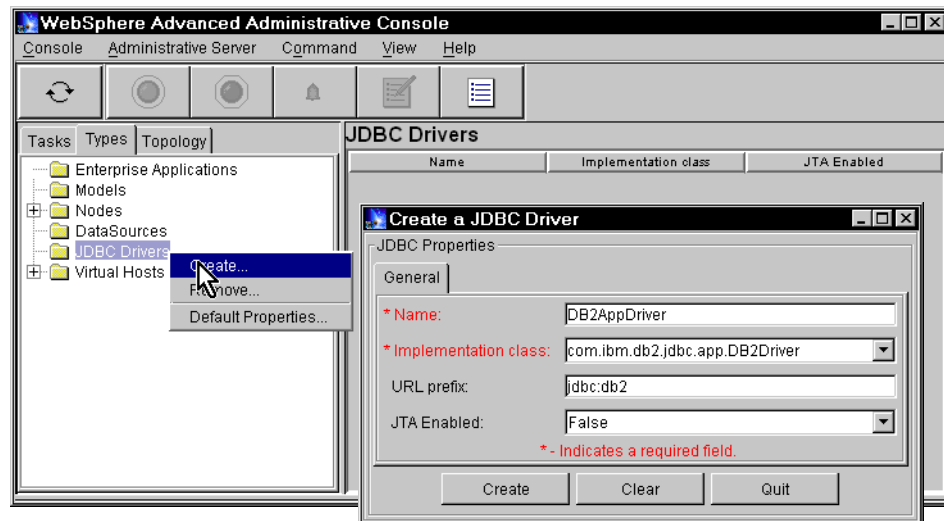 WebSphere Advanced Administrative Console
Console Administrative Server Command View Help
Tasks Types Topology
JDBC Drivers
Name Implementation class JTA Enabled
Enterprise Applications
Models
Nodes
DataSources
JDBC Drivers
Virtual Hosts
Create...
Remove...
Default Properties...
Create a JDBC Driver
JDBC Properties
General
* Name: DB2AppDriver
* Implementation class: com.ibm.db2.jdbc.app.DB2Driver
URL prefix: jdbc:db2
JTA Enabled: False
* - Indicates a required field.
Create Clear Quit